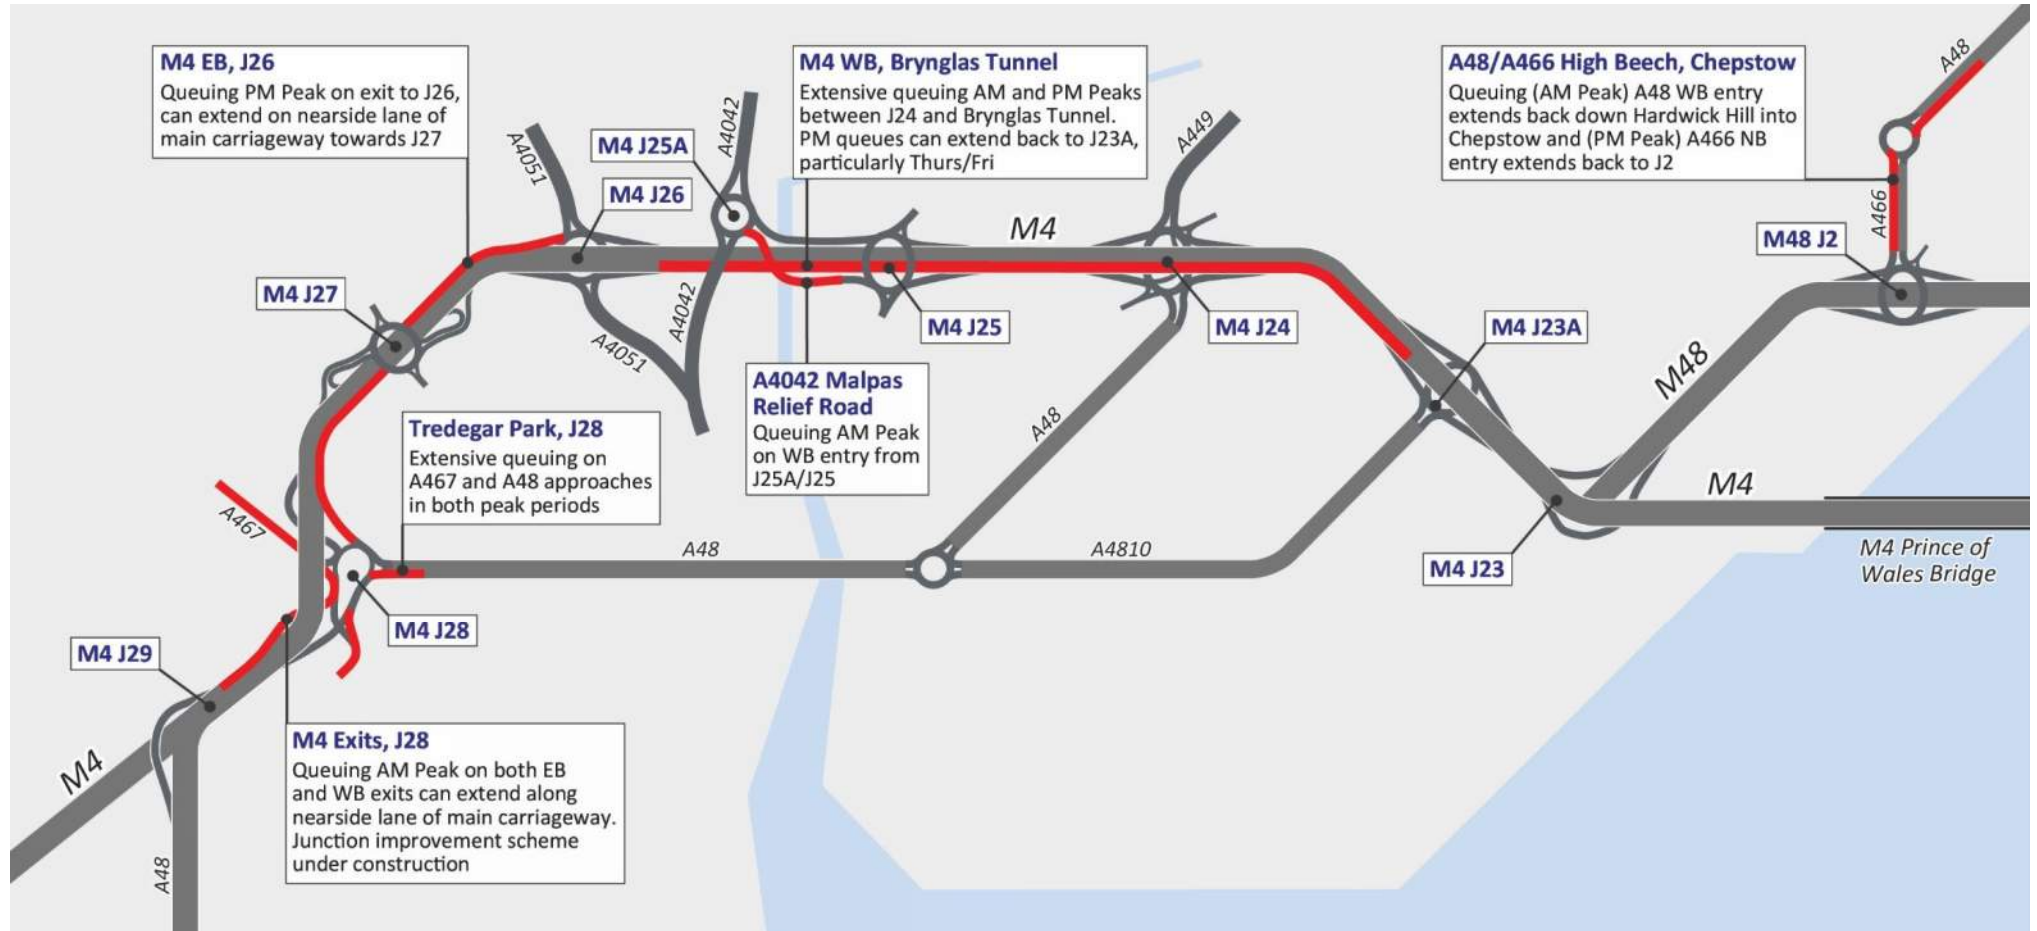 M4 EB, J26
Queuing PM Peak on exit to J26,
can extend on nearside lane of
main carriageway towards J27
M4 WB, Brynglas Tunnel
Extensive queuing AM and PM Peaks
between J24 and Brynglas Tunnel.
PM queues can extend back to J23A,
particularly Thurs/Fri
A48/A466 High Beech, Chepstow
Queuing (AM Peak) A48 WB entry
extends back down Hardwick Hill into
Chepstow and (PM Peak) A466 NB
entry extends back to J2
A48
A4051
M4 J25A
A4042
A449
M4 J26
A466
M4
M48 J2
M4 J27
A4042
A4051
M4 J25
M4 J24
M4 J23A
M48
A4042 Malpas
Relief Road
Queuing AM Peak
on WB entry from
J25A/J25
Tredegar Park, J28
Extensive queuing on
A467 and A48 approaches
in both peak periods
A48
A467
M4
A48
A4810
M4 J23
M4 Prince of
Wales Bridge
M4 J28
M4 J29
M4 Exits, J28
Queuing AM Peak on both EB
and WB exits can extend along
nearside lane of main carriageway.
Junction improvement scheme
under construction
M4
A48